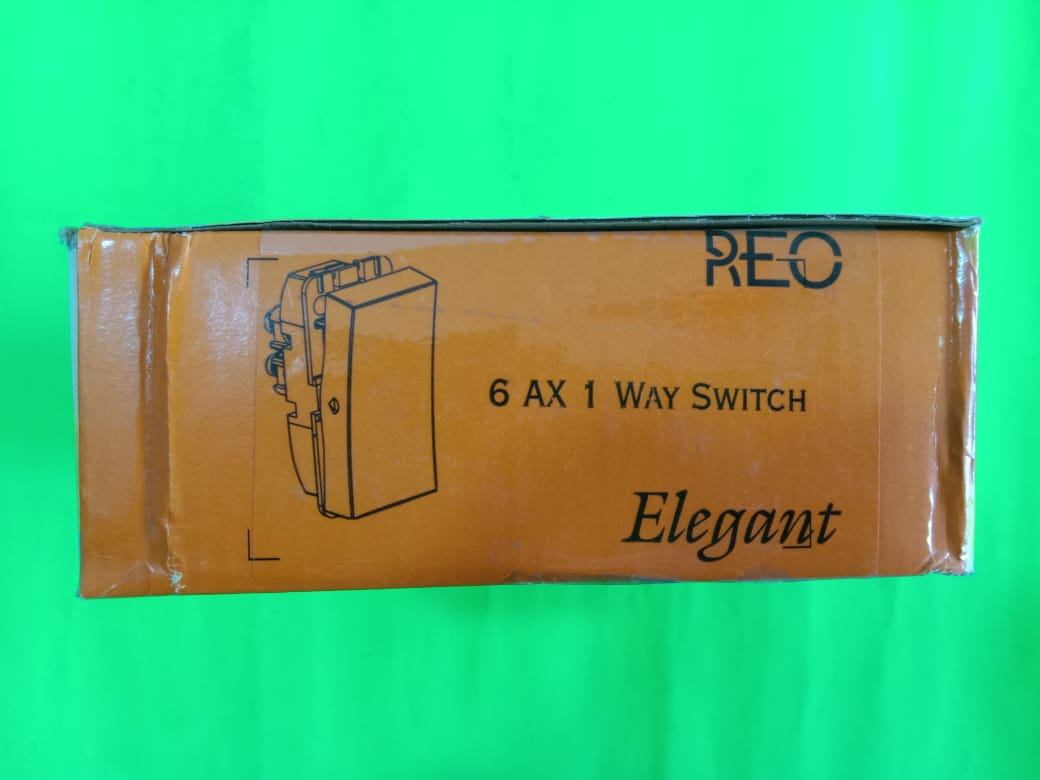 REO
6 AX 1 WAY SWITCH
Elegant